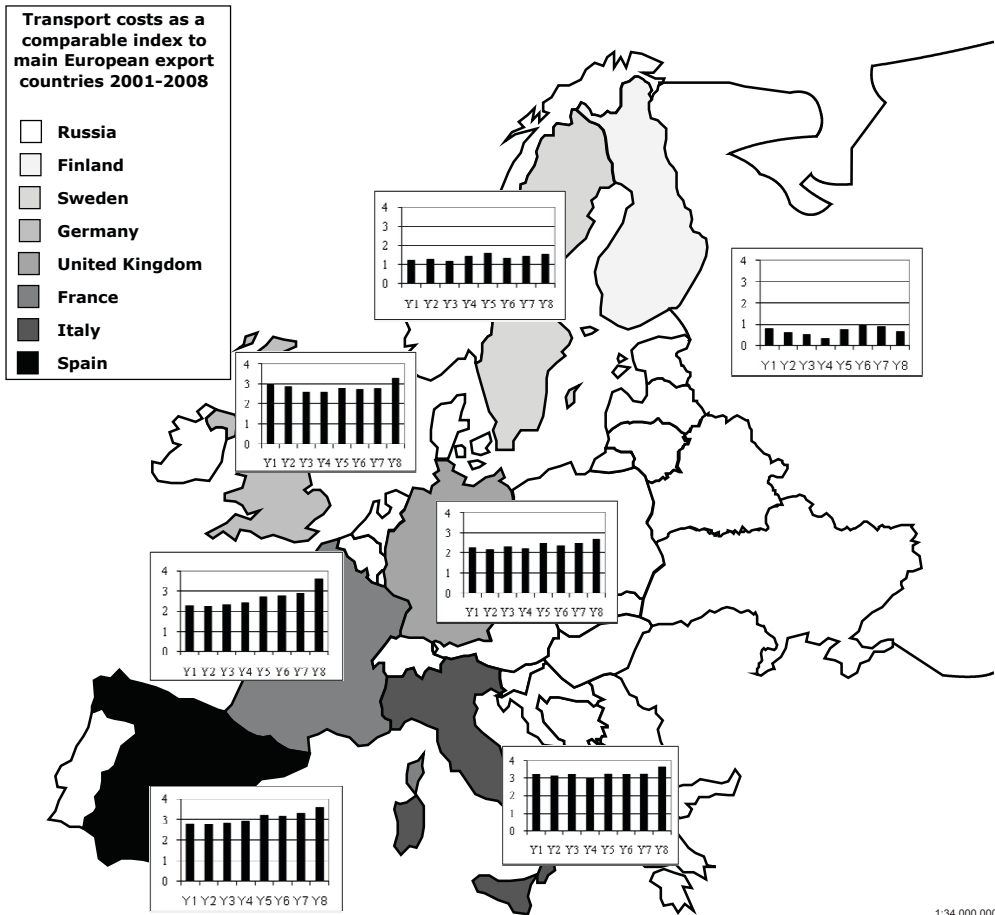 Transport costs as a
comparable index to
main European export
countries 2001-2008
Russia
Finland
Sweden
Germany
United Kingdom
France
Italy
Spain
4
3
2
1
0
Y1 Y2 Y3 Y4 Y5 Y6 Y7 Y8
4
3
2
1
0
Y1 Y2 Y3 Y4 Y5 Y6 Y7 Y8
4
3
2
1
0
Y1 Y2 Y3 Y4 Y5 Y6 Y7 Y8
4
3
2
1
0
Y1 Y2 Y3 Y4 Y5 Y6 Y7 Y8
4
3
2
1
0
Y1 Y2 Y3 Y4 Y5 Y6 Y7 Y8
4
3
2
1
0
Y1 Y2 Y3 Y4 Y5 Y6 Y7 Y8
4
3
2
1
0
Y1 Y2 Y3 Y4 Y5 Y6 Y7 Y8
1:34 000 000